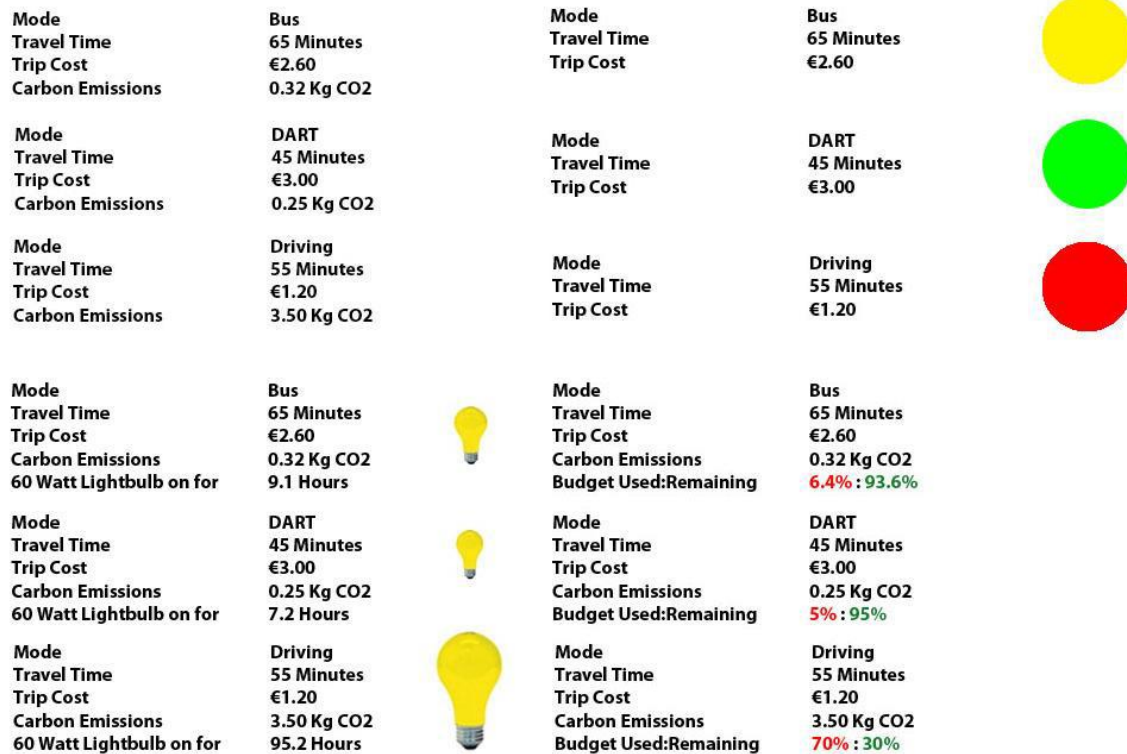 Mode Bus
Travel Time 65 Minutes
Trip Cost €2.60
Carbon Emissions 0.32 Kg CO2
Mode DART
Travel Time 45 Minutes
Trip Cost €3.00
Carbon Emissions 0.25 Kg CO2
Mode Driving
Travel Time 55 Minutes
Trip Cost €1.20
Carbon Emissions 3.50 Kg CO2
Mode Bus
Travel Time 65 Minutes
Trip Cost €2.60
Mode DART
Travel Time 45 Minutes
Trip Cost €3.00
Mode Driving
Travel Time 55 Minutes
Trip Cost €1.20
Mode Bus
Travel Time 65 Minutes
Trip Cost €2.60
Carbon Emissions 0.32 Kg CO2
60 Watt Lightbulb on for 9.1 Hours
Mode DART
Travel Time 45 Minutes
Trip Cost €3.00
Carbon Emissions 0.25 Kg CO2
60 Watt Lightbulb on for 7.2 Hours
Mode Driving
Travel Time 55 Minutes
Trip Cost €1.20
Carbon Emissions 3.50 Kg CO2
60 Watt Lightbulb on for 95.2 Hours
Mode Bus
Travel Time 65 Minutes
Trip Cost €2.60
Carbon Emissions 0.32 Kg CO2
Budget Used:Remaining 6.4% : 93.6%
Mode DART
Travel Time 45 Minutes
Trip Cost €3.00
Carbon Emissions 0.25 Kg CO2
Budget Used:Remaining 5% : 95%
Mode Driving
Travel Time 55 Minutes
Trip Cost €1.20
Carbon Emissions 3.50 Kg CO2
Budget Used:Remaining 70% : 30%